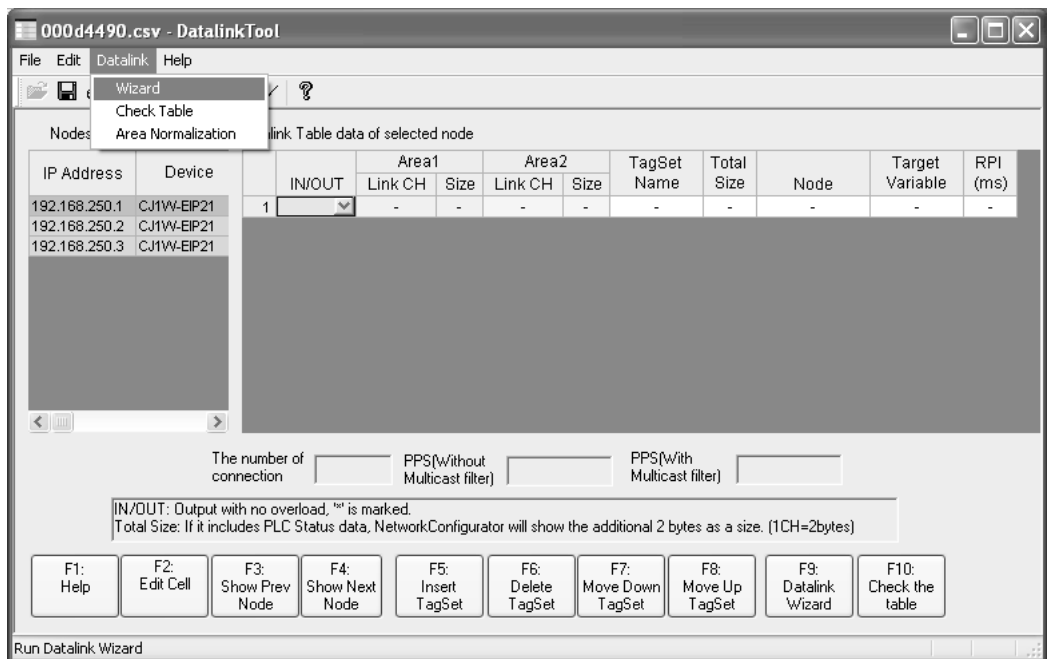 000d4490.csv - DatalinkTool
File Edit Datalink Help
Wizard
Check Table
Area Normalization
Nodes
Table data of selected node
IP Address Device
IN/OUT Area1 Area2 TagSet Name Total Size Node Target Variable RPI (ms)
Link CH Size Link CH Size
192.168.250.1 CJ1W-EIP21 1 - - - - - - - - -
192.168.250.2 CJ1W-EIP21
192.168.250.3 CJ1W-EIP21
The number of connection PPS(Without Multicast filter) PPS(With Multicast filter)
IN/OUT: Output with no overload, '*' is marked.
Total Size: If it includes PLC Status data, NetworkConfigurator will show the additional 2 bytes as a size. (1CH=2bytes)
F1: Help
F2: Edit Cell
F3: Show Prev Node
F4: Show Next Node
F5: Insert TagSet
F6: Delete TagSet
F7: Move Down TagSet
F8: Move Up TagSet
F9: Datalink Wizard
F10: Check the table
Run Datalink Wizard